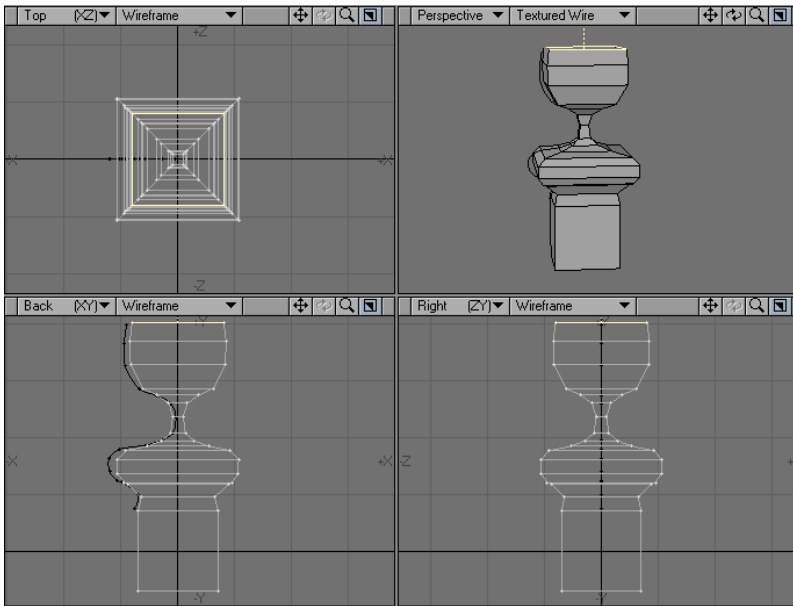 Top (XZ) Wireframe
Perspective Textured Wire
+Z
-X +X
-Z
Back (XY) Wireframe
Right (ZY) Wireframe
+Y
-X +X -Z +
-Y -Y